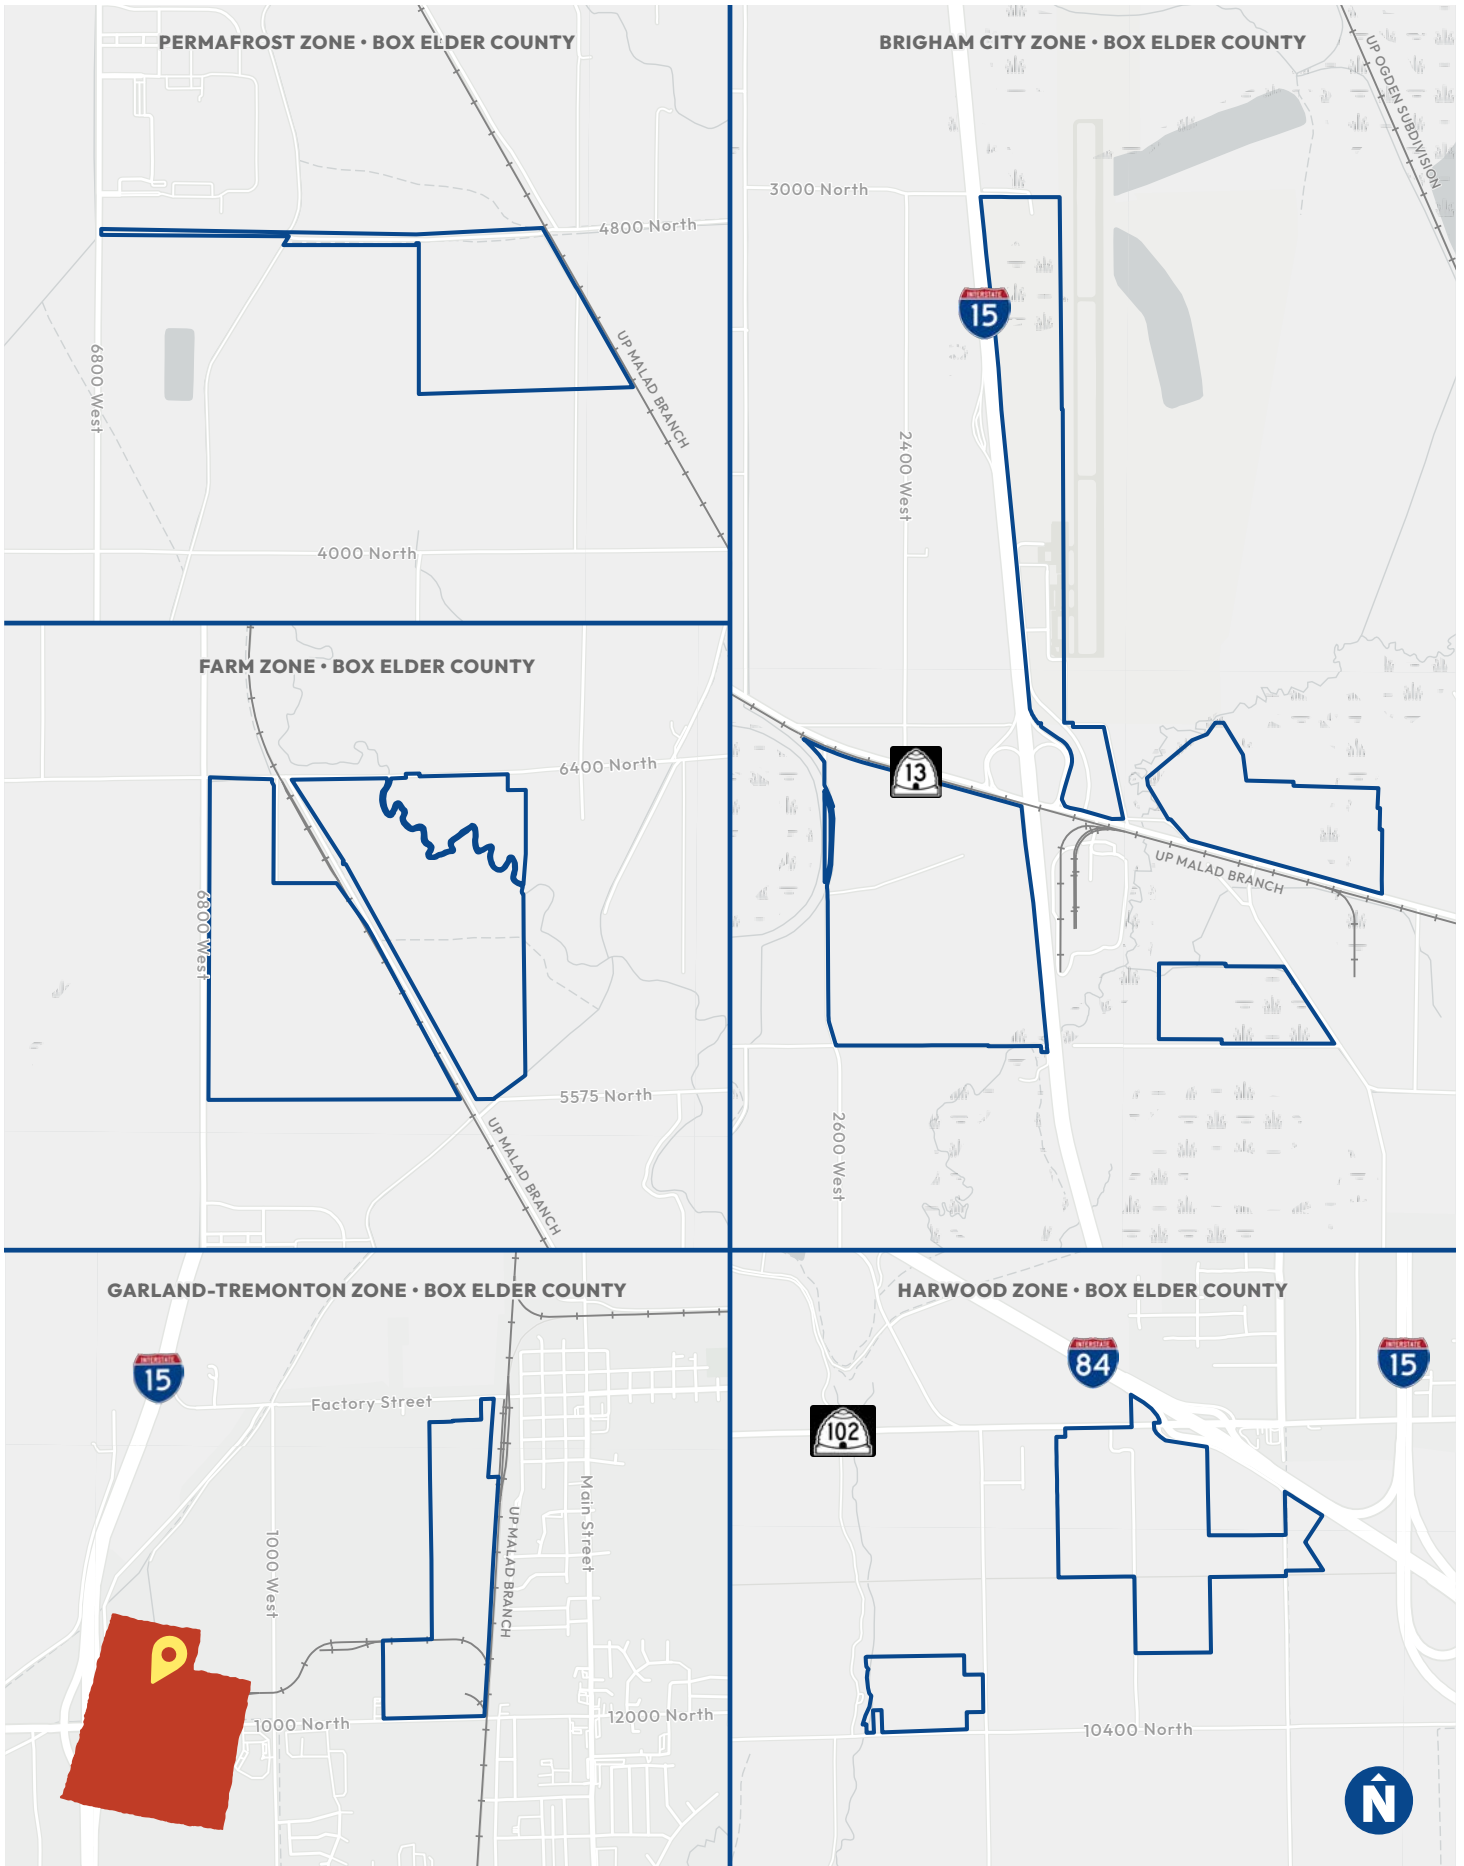 PERMAFROST ZONE • BOX ELDER COUNTY
4800 North
6800 West
UP MALAD BRANCH
4000 North
BRIGHAM CITY ZONE • BOX ELDER COUNTY
UP OGDEN SUBDIVISION
3000 North
INTERSTATE
15
2400 West
13
UP MALAD BRANCH
2600 West
FARM ZONE • BOX ELDER COUNTY
6400 North
6800 West
5575 North
UP MALAD BRANCH
GARLAND-TREMONTON ZONE • BOX ELDER COUNTY
INTERSTATE
15
Factory Street
Main Street
UP MALAD BRANCH
1000 West
1000 North
12000 North
HARWOOD ZONE • BOX ELDER COUNTY
INTERSTATE
84
INTERSTATE
15
102
10400 North
N